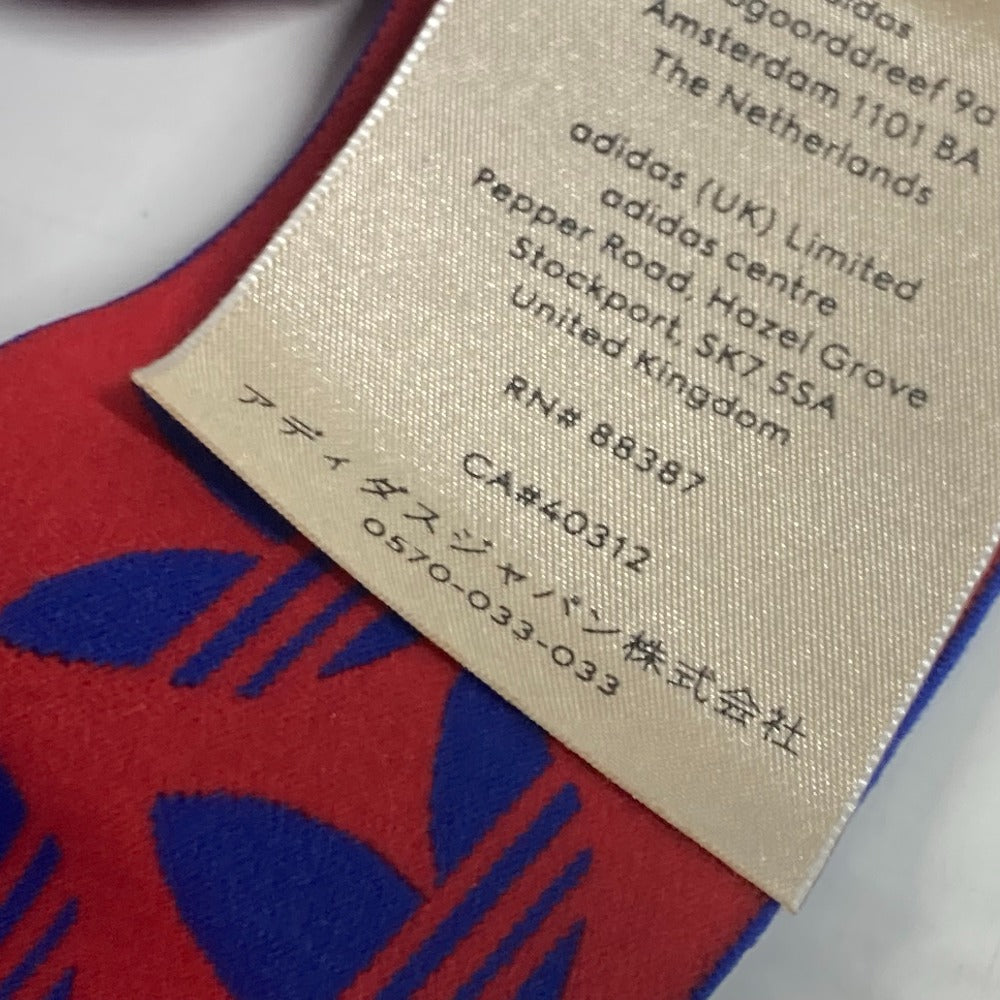 adidas
Amsterdam 1101 BA
The Netherlands
adidas (UK) Limited
adidas centre
Pepper Road, Hazel Grove
Stockport, SK7 5SA
United Kingdom
RN# 88387
CA#40312
アディダスジャパン株式会社
0570-033-033